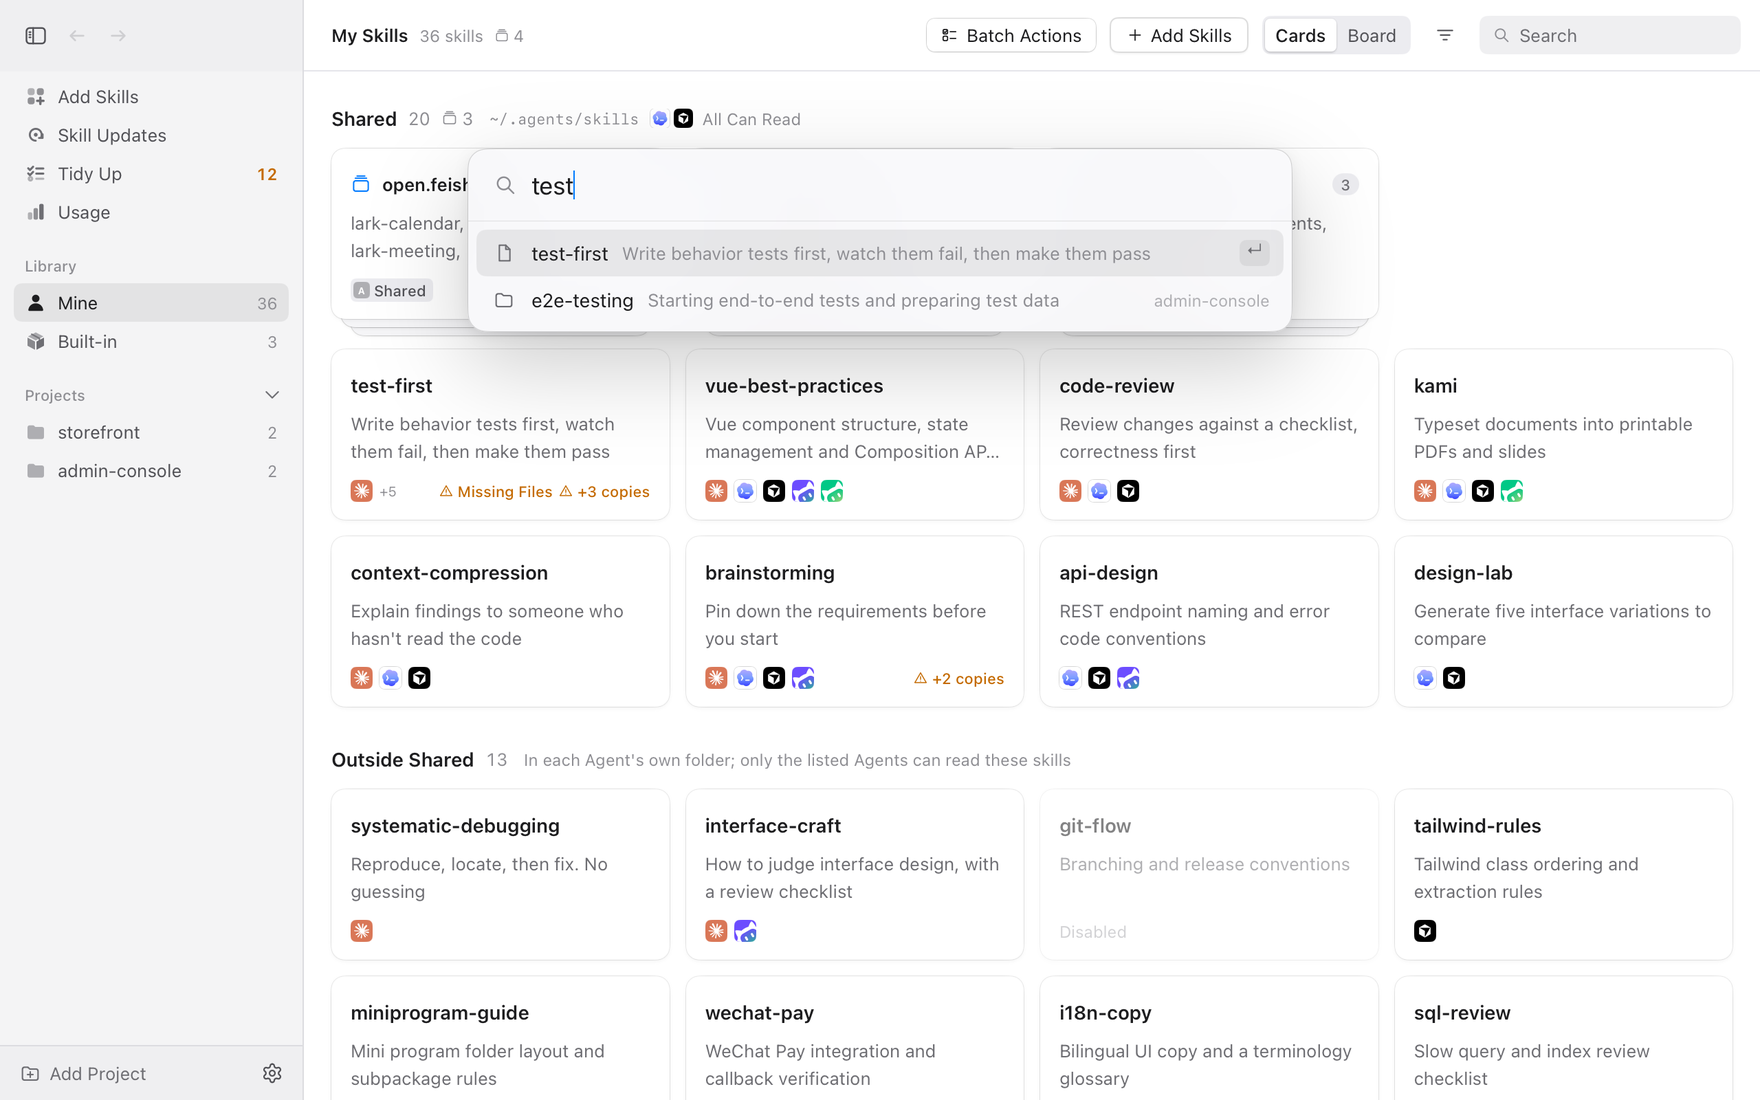 My Skills 36 skills 4
Batch Actions
Add Skills
Cards
Board
Search
Add Skills
Skill Updates
Tidy Up 12
Usage
Library
Mine 36
Built-in 3
Projects
storefront 2
admin-console 2
Add Project
Shared 20 3 ~/.agents/skills All Can Read
open.feish
lark-calendar,
lark-meeting,
A Shared
3
test
test-first Write behavior tests first, watch them fail, then make them pass
e2e-testing Starting end-to-end tests and preparing test data admin-console
test-first
Write behavior tests first, watch
them fail, then make them pass
+5 Missing Files +3 copies
vue-best-practices
Vue component structure, state
management and Composition AP...
code-review
Review changes against a checklist,
correctness first
kami
Typeset documents into printable
PDFs and slides
context-compression
Explain findings to someone who
hasn't read the code
brainstorming
Pin down the requirements before
you start
+2 copies
api-design
REST endpoint naming and error
code conventions
design-lab
Generate five interface variations to
compare
Outside Shared 13 In each Agent's own folder; only the listed Agents can read these skills
systematic-debugging
Reproduce, locate, then fix. No
guessing
interface-craft
How to judge interface design, with
a review checklist
git-flow
Branching and release conventions
Disabled
tailwind-rules
Tailwind class ordering and
extraction rules
miniprogram-guide
Mini program folder layout and
subpackage rules
wechat-pay
WeChat Pay integration and
callback verification
i18n-copy
Bilingual UI copy and a terminology
glossary
sql-review
Slow query and index review
checklist